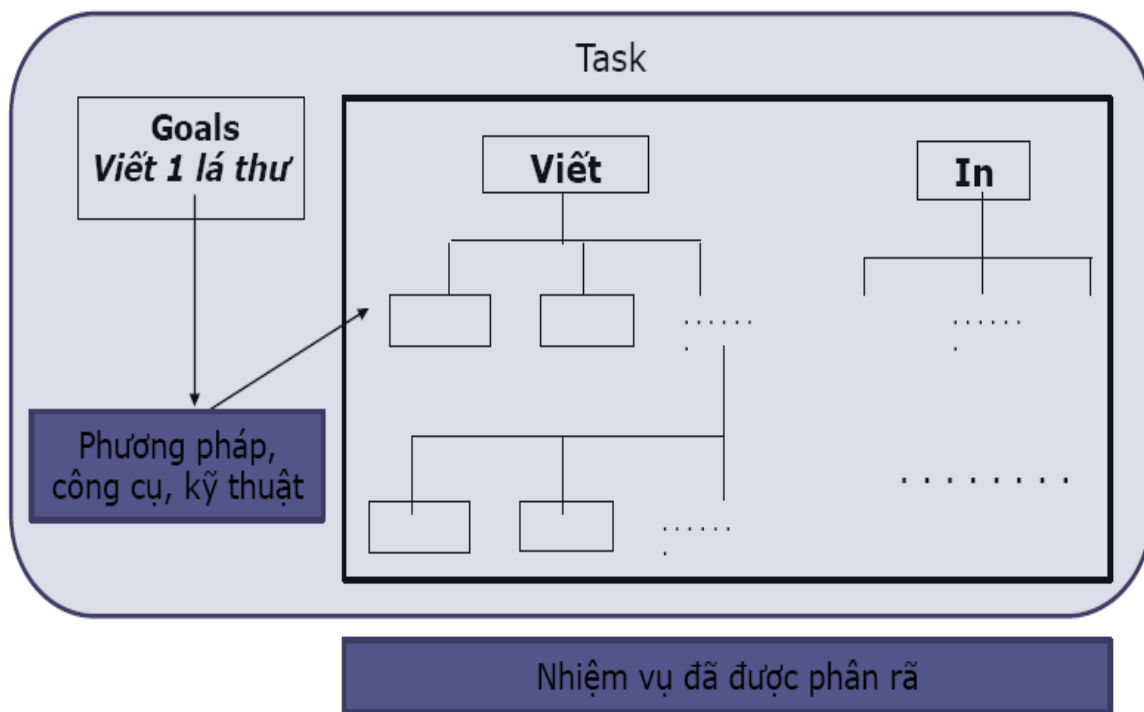 Task
Goals
Viết 1 lá thư
Viết
In
. . . . . .
.
. . . . . .
.
Phương pháp,
công cụ, kỹ thuật
. . . . . . . .
. . . . . .
.
Nhiệm vụ đã được phân rã